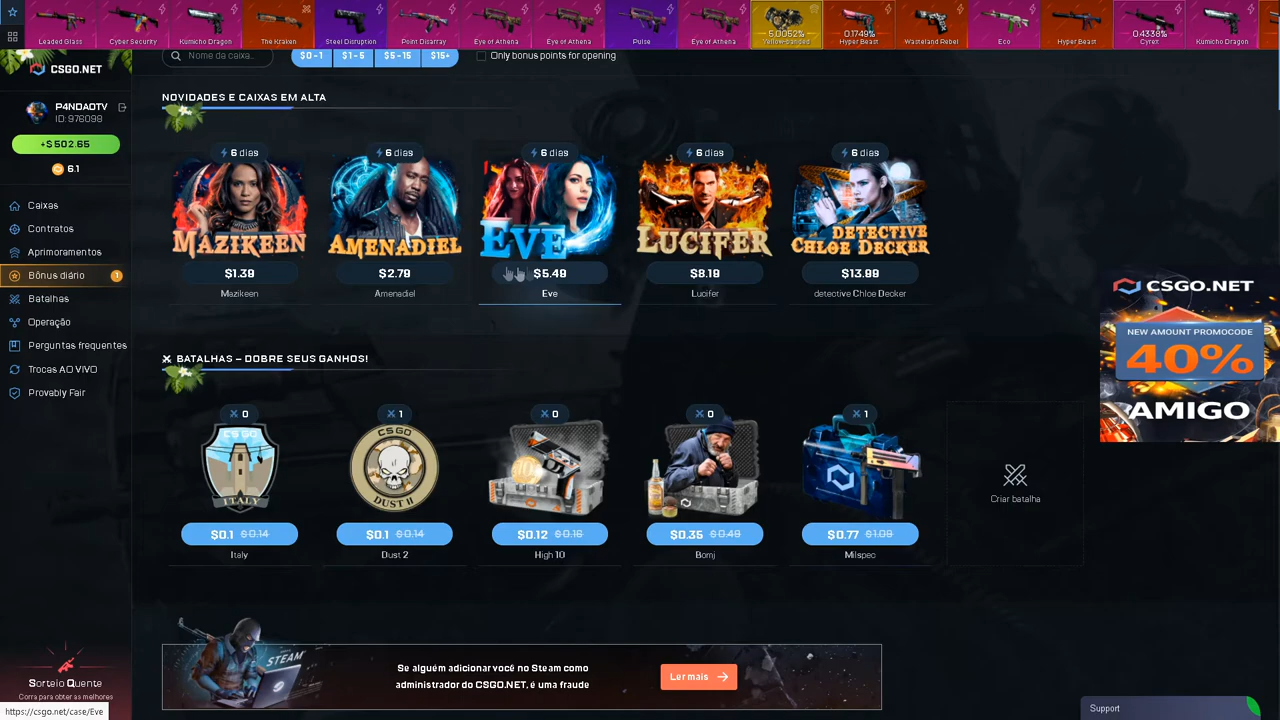 Leaded Glass
Cyber Security
Kumicho Dragon
The Kraken
Steel Disruption
Point Disarray
Eye of Athena
Eye of Athena
Pulse
Eye of Athena
5.0052%
Yellow-banded
0.1749%
Hyper Beast
Wasteland Rebel
Eco
Hyper Beast
0.4338%
Cyrex
Kumicho Dragon
CSGO.NET
P4NDAOTV
ID: 976098
+$502.65
6.1
Caixas
Contratos
Aprimoramentos
Bônus diário
1
Batalhas
Operação
Perguntas frequentes
Trocas AO VIVO
Provably Fair
Sorteio Quente
Corra para obter as melhores
https://csgo.net/case/Eve
Nome de caixa...
$0 - 1
$1 - 5
$5 - 15
$15+
Only bonus points for opening
NOVIDADES E CAIXAS EM ALTA
6 dias
6 dias
6 dias
6 dias
6 dias
MAZIKEEN
AMENADIEL
EVE
LUCIFER
DETECTIVE
CHLOE DECKER
$1.39
$2.79
$5.49
$8.19
$13.99
Mazikeen
Amenadiel
Eve
Lucifer
detective Chloe Decker
BATALHAS – DOBRE SEUS GANHOS!
0
1
0
0
1
CS GO
ITALY
CS GO
DUST II
$0.1 $0.14
$0.1 $0.14
$0.12 $0.16
$0.35 $0.49
$0.77 $1.09
Italy
Dust 2
High 10
Bomj
Milspec
Criar batalha
STEAM
Se alguém adicionar você no Steam como
administrador do CSGO.NET, é uma fraude
Ler mais
CSGO.NET
NEW AMOUNT PROMOCODE
40%
AMIGO
Support